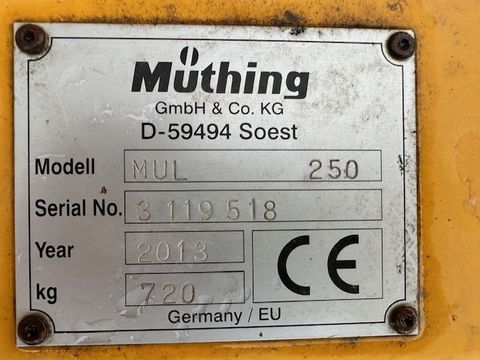 Müthing
GmbH & Co. KG
D-59494 Soest
Modell MUL 250
Serial No. 3 119 518
Year 2013
kg 720
CE
Germany / EU